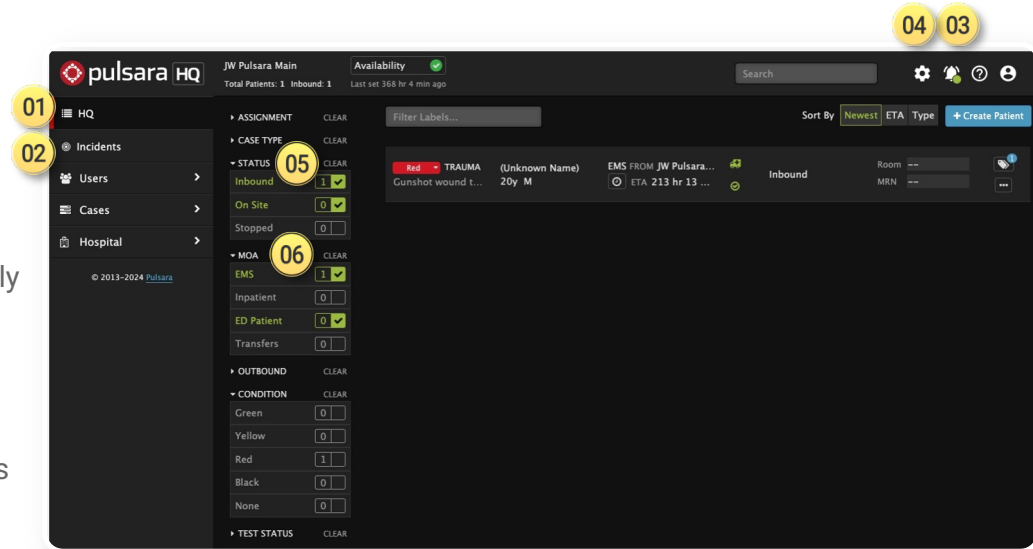 04 03
pulsara HQ
JW Pulsara Main
Total Patients: 1 Inbound: 1
Availability
Last set 368 hr 4 min ago
Search
01
HQ
02
Incidents
Users
Cases
Hospital
© 2013-2024 Pulsara
ly
s
ASSIGNMENT CLEAR
CASE TYPE CLEAR
STATUS 05 CLEAR
Inbound 1
On Site 0
Stopped 0
MOA 06 CLEAR
EMS 1
Inpatient 0
ED Patient 0
Transfers 0
OUTBOUND CLEAR
CONDITION CLEAR
Green 0
Yellow 0
Red 1
Black 0
None 0
TEST STATUS CLEAR
Filter Labels...
Sort By Newest ETA Type + Create Patient
Red TRAUMA
Gunshot wound t...
(Unknown Name)
20y M
EMS FROM JW Pulsara...
ETA 213 hr 13 ...
Inbound
Room --
MRN --
1